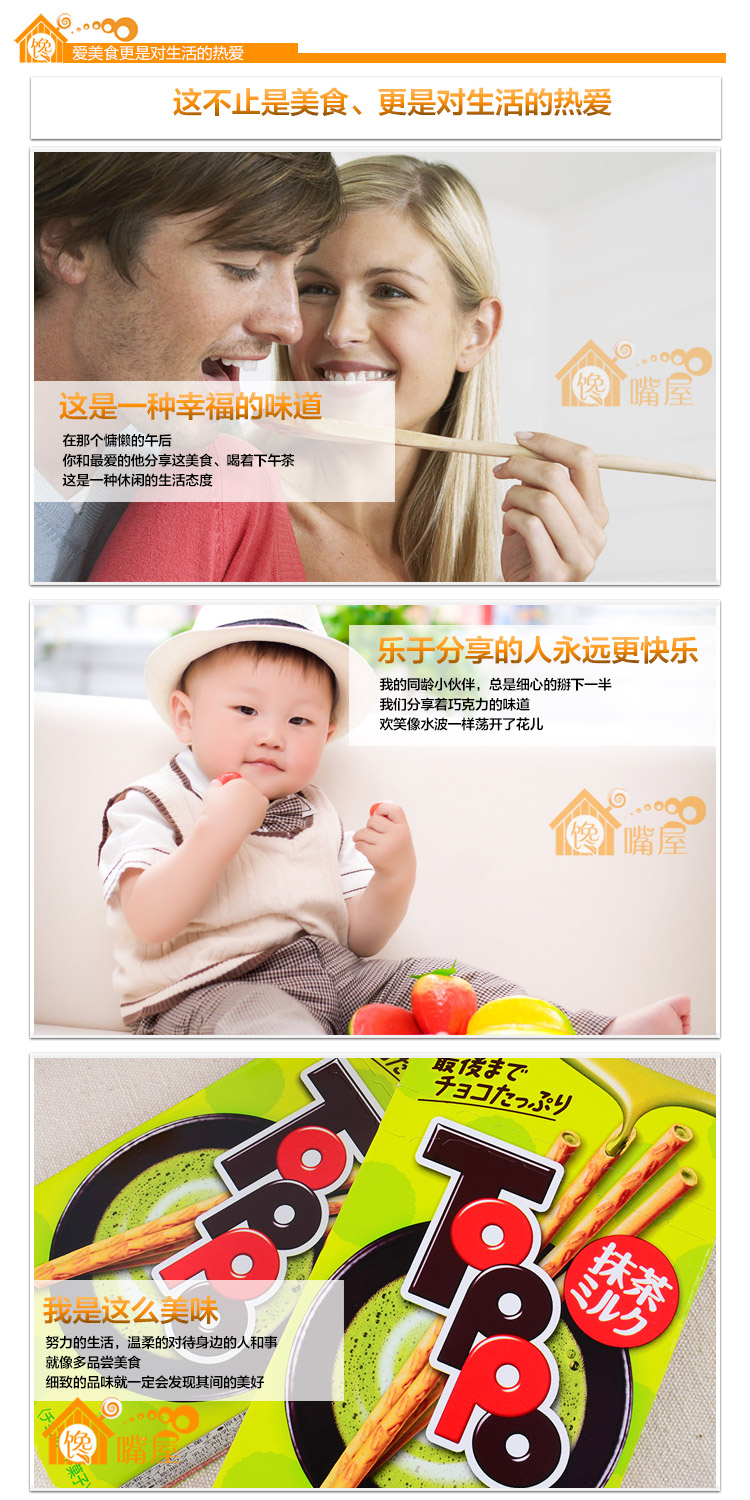 馋
爱美食更是对生活的热爱
这不止是美食、更是对生活的热爱
馋嘴屋
这是一种幸福的味道
在那个慵懒的午后
你和最爱的他分享这美食、喝着下午茶
这是一种休闲的生活态度
乐于分享的人永远更快乐
我的同龄小伙伴，总是细心的掰下一半
我们分享着巧克力的味道
欢笑像水波一样荡开了花儿
馋嘴屋
最後まで
チョコたっぷり
Toppo
Toppo
抹茶
ミルク
我是这么美味
努力的生活，温柔的对待身边的人和事
就像多品尝美食
细致的品味就一定会发现其间的美好
馋嘴屋